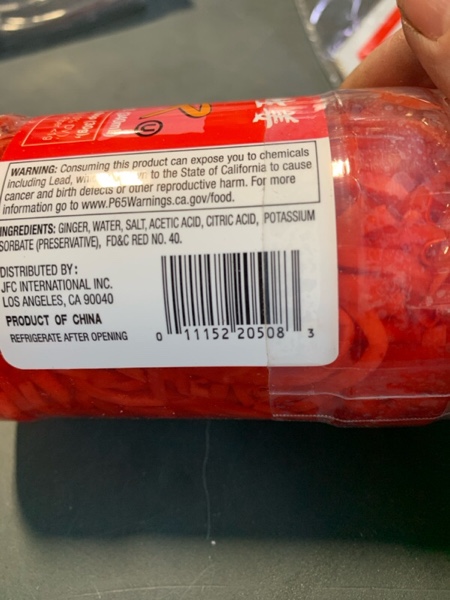 WARNING: Consuming this product can expose you to chemicals
including Lead, to the State of California to cause
cancer and birth defects or other reproductive harm. For more
information go to www.P65Warnings.ca.gov/food.
INGREDIENTS: GINGER, WATER, SALT, ACETIC ACID, CITRIC ACID, POTASSIUM
SORBATE (PRESERVATIVE), FD&C RED NO. 40.
DISTRIBUTED BY:
JFC INTERNATIONAL INC.
LOS ANGELES, CA 90040
PRODUCT OF CHINA
REFRIGERATE AFTER OPENING
0 11152 20508 3